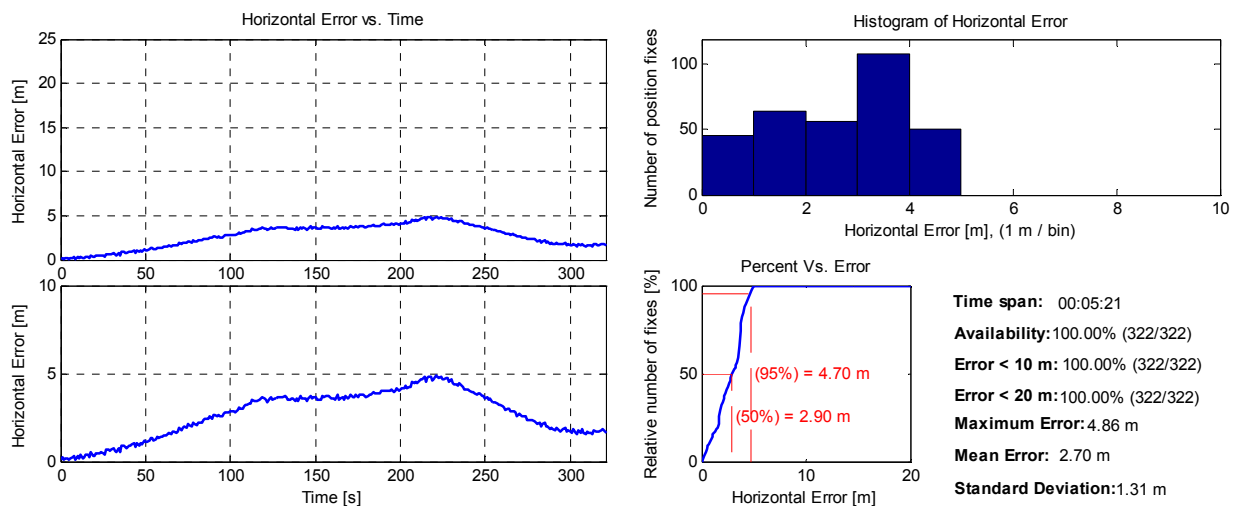 Horizontal Error vs. Time
Horizontal Error [m]
25
20
15
10
5
0
0 50 100 150 200 250 300
Horizontal Error [m]
10
5
0
0 50 100 150 200 250 300
Time [s]
Histogram of Horizontal Error
Number of position fixes
100
50
0
0 2 4 6 8 10
Horizontal Error [m], (1 m / bin)
Percent Vs. Error
Relative number of fixes [%]
100
50
0
(95%) = 4.70 m
(50%) = 2.90 m
0 10 20
Horizontal Error [m]
Time span: 00:05:21
Availability:100.00% (322/322)
Error < 10 m: 100.00% (322/322)
Error < 20 m: 100.00% (322/322)
Maximum Error:4.86 m
Mean Error: 2.70 m
Standard Deviation:1.31 m